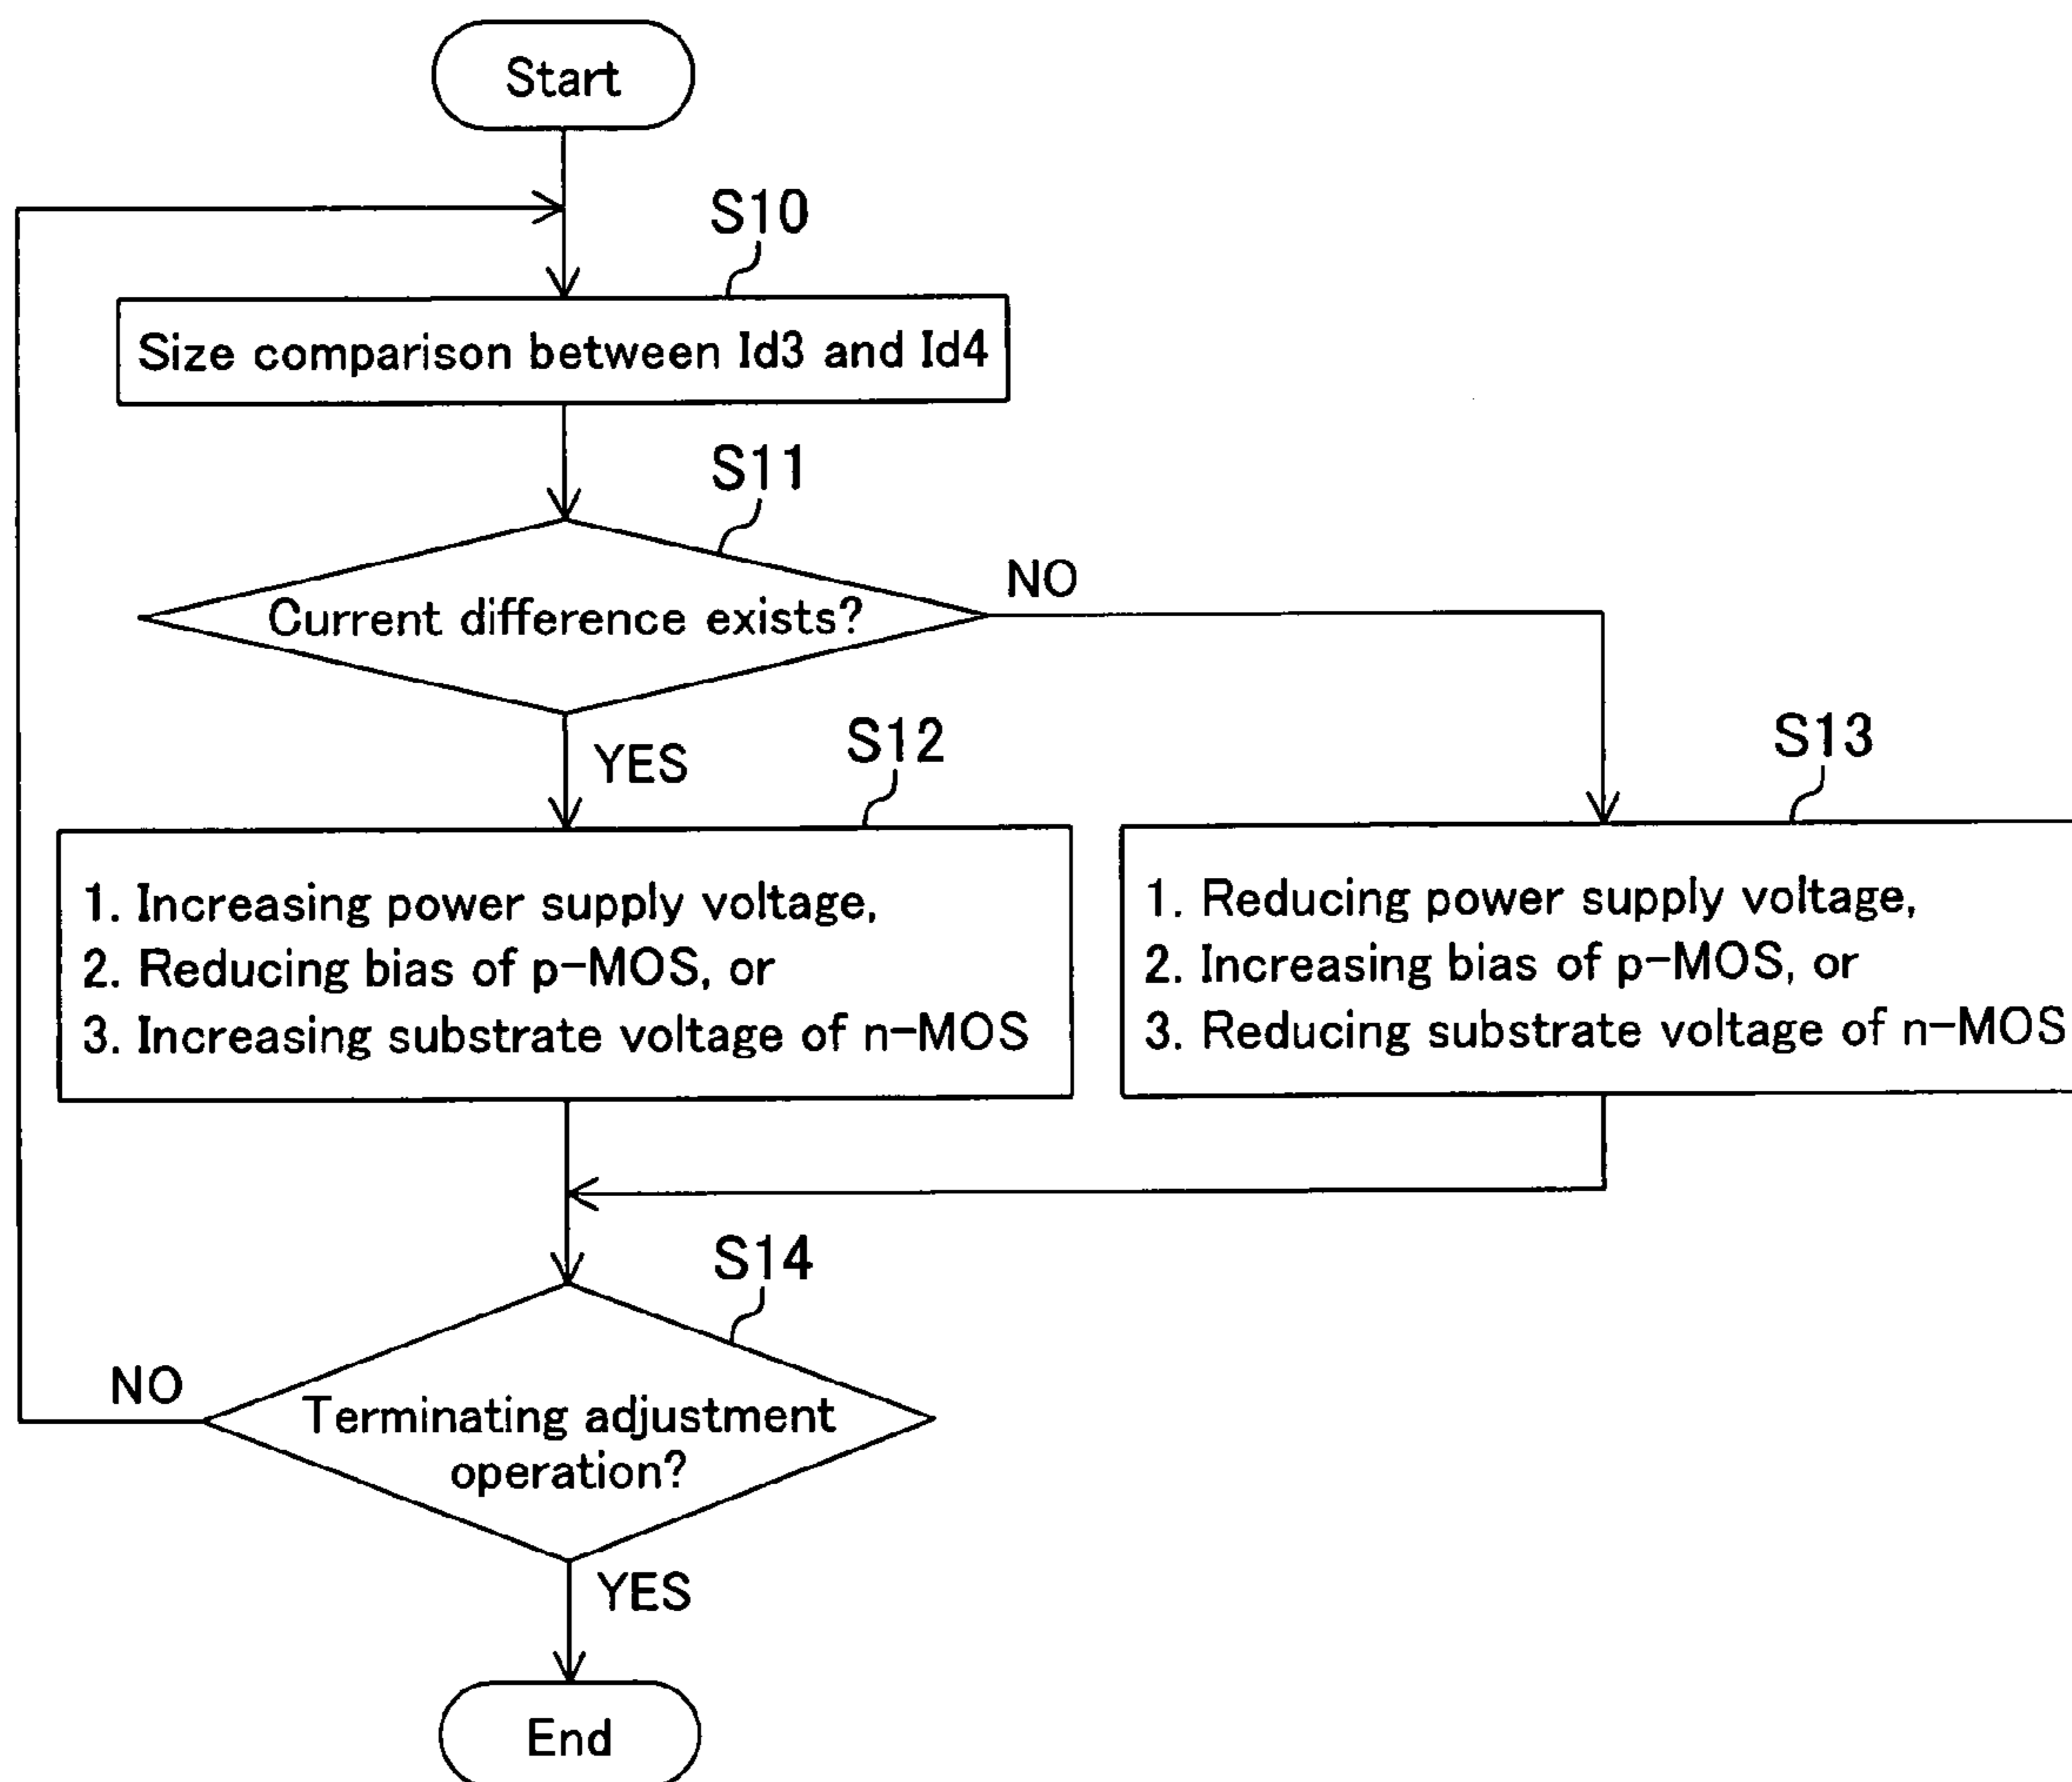 Start
S10
Size comparison between Id3 and Id4
S11
Current difference exists?
NO
YES
S12
1. Increasing power supply voltage,
2. Reducing bias of p-MOS, or
3. Increasing substrate voltage of n-MOS
S13
1. Reducing power supply voltage,
2. Increasing bias of p-MOS, or
3. Reducing substrate voltage of n-MOS
S14
Terminating adjustment
operation?
NO
YES
End